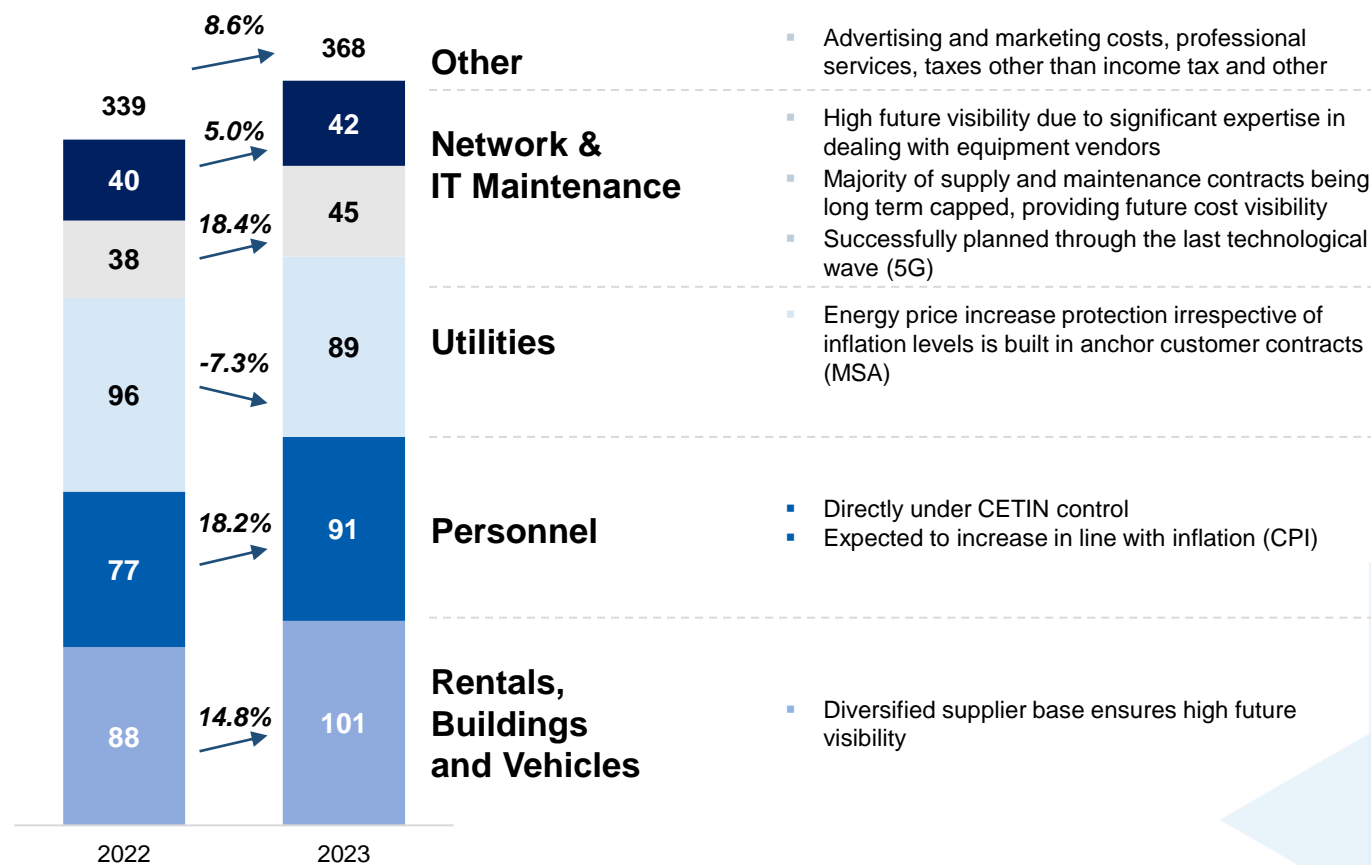 8.6%
368
339
5.0%
42
40
18.4%
45
38
-7.3%
89
96
18.2%
91
77
14.8%
101
88
2022
2023
Other
Advertising and marketing costs, professional
services, taxes other than income tax and other
Network &
IT Maintenance
High future visibility due to significant expertise in
dealing with equipment vendors
Majority of supply and maintenance contracts being
long term capped, providing future cost visibility
Successfully planned through the last technological
wave (5G)
Utilities
Energy price increase protection irrespective of
inflation levels is built in anchor customer contracts
(MSA)
Personnel
Directly under CETIN control
Expected to increase in line with inflation (CPI)
Rentals,
Buildings
and Vehicles
Diversified supplier base ensures high future
visibility